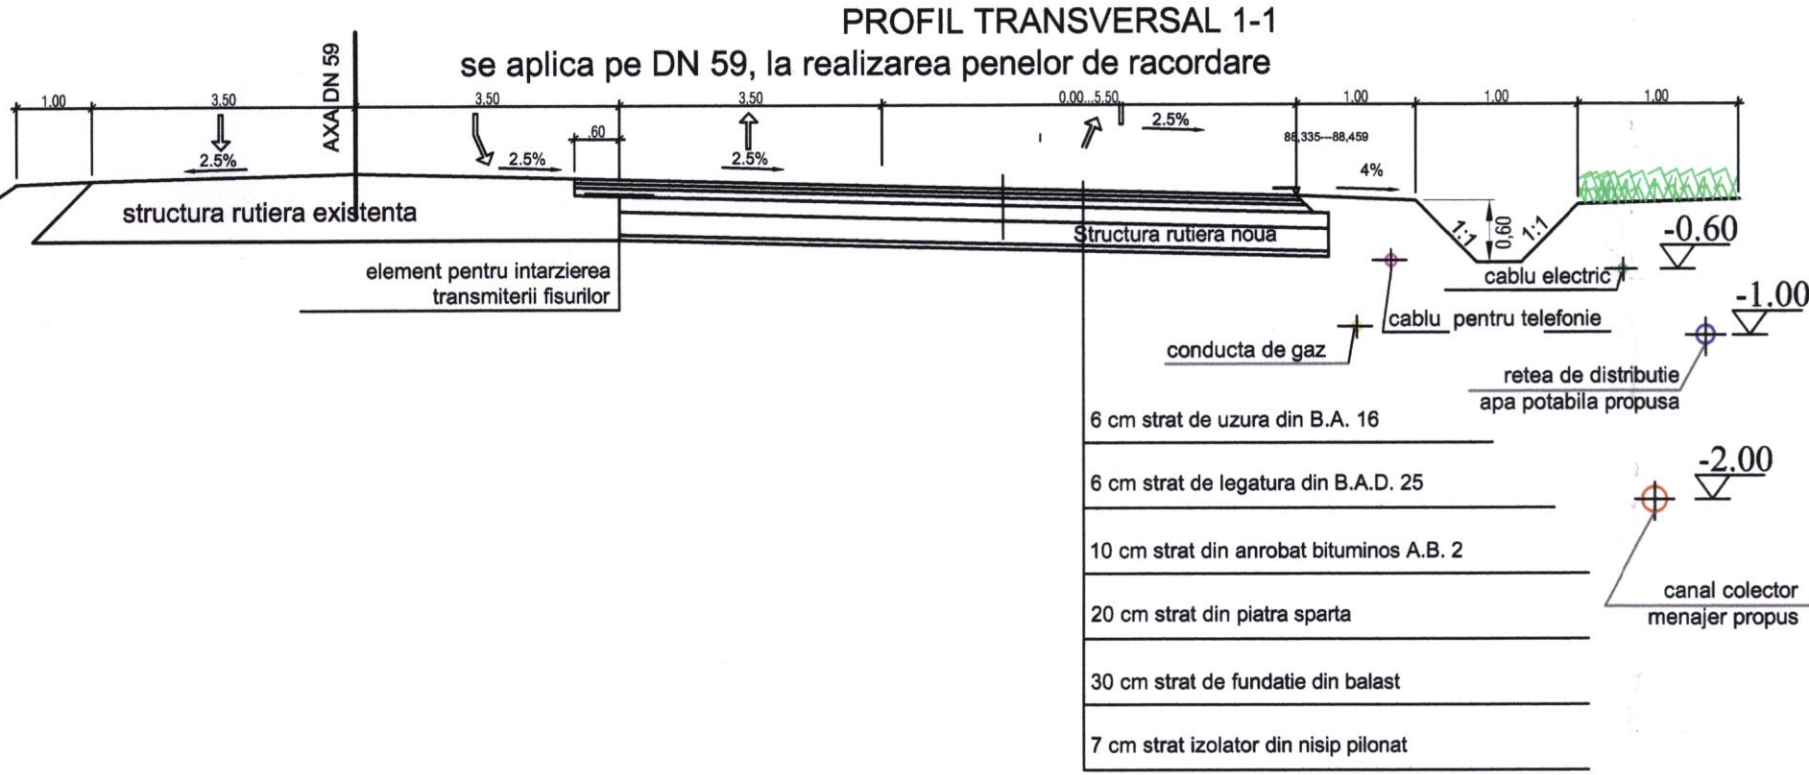 PROFIL TRANSVERSAL 1-1
se aplica pe DN 59, la realizarea penelor de racordare
AXA DN 59
1.00
3.50
3.50
3.50
0.00...5.50
1.00
1.00
1.00
.60
2.5%
2.5%
2.5%
2.5%
88,335---88,459
4%
structura rutiera existenta
Structura rutiera noua
1:1
0,60
1:1
-0.60
element pentru intarzierea
transmiterii fisurilor
cablu electric
-1.00
cablu pentru telefonie
conducta de gaz
retea de distributie
apa potabila propusa
6 cm strat de uzura din B.A. 16
6 cm strat de legatura din B.A.D. 25
-2.00
10 cm strat din anrobat bituminos A.B. 2
20 cm strat din piatra sparta
canal colector
menajer propus
30 cm strat de fundatie din balast
7 cm strat izolator din nisip pilonat